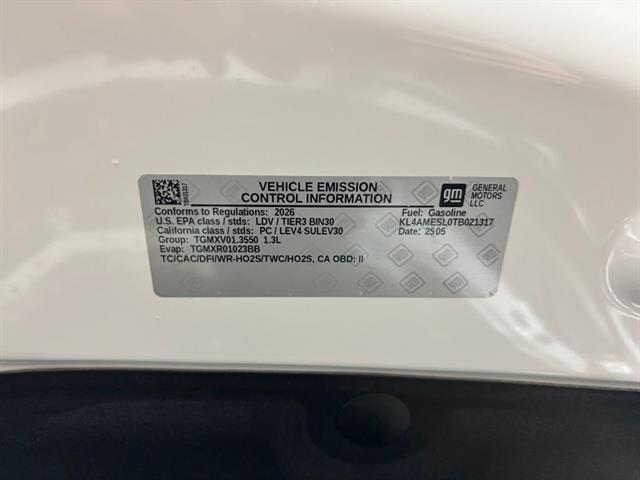 TB021317
VEHICLE EMISSION
CONTROL INFORMATION
gm
GENERAL
MOTORS
LLC
Conforms to Regulations: 2026
Fuel: Gasoline
U.S. EPA class / stds: LDV / TIER3 BIN30
KL4AMESL0TB021317
California class / stds: PC / LEV4 SULEV30
Date: 2505
Group: TGMXV01.3550 1.3L
Evap: TGMXR01023BB
TC/CAC/DFI/WR-HO2S/TWC/HO2S, CA OBD: II